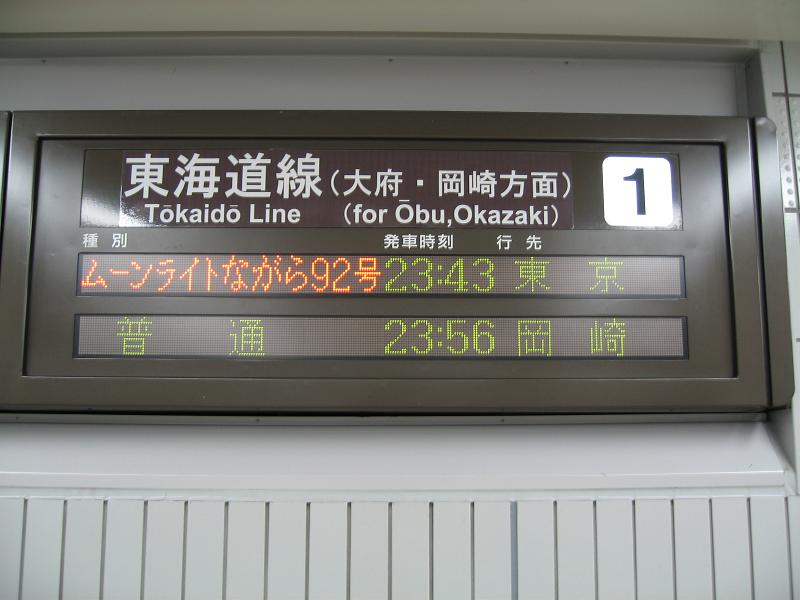 東海道線(大府・岡崎方面) 1
Tōkaidō Line (for Ōbu,Okazaki)
種別 発車時刻 行先
ムーンライトながら92号 23:43 東京
普通 23:56 岡崎